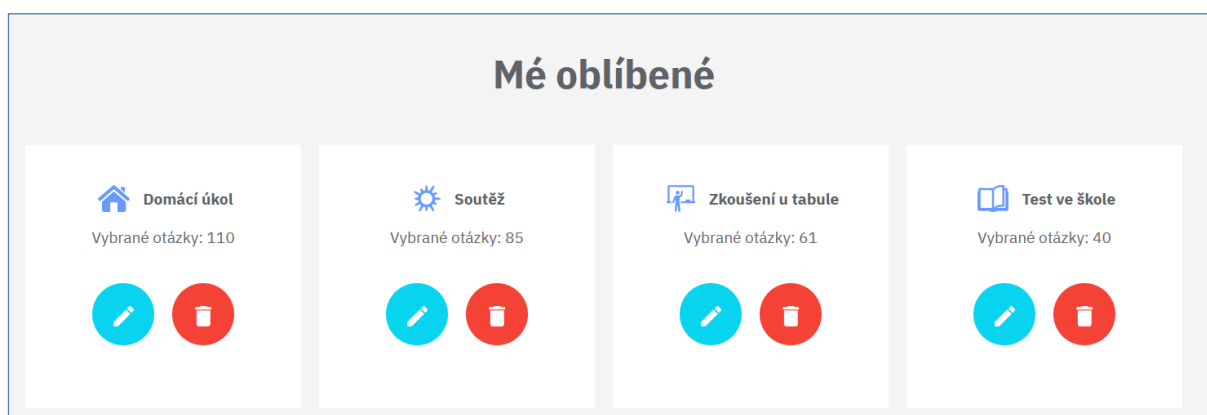 Mé oblíbené
Domácí úkol
Vybrané otázky: 110
Soutěž
Vybrané otázky: 85
Zkoušení u tabule
Vybrané otázky: 61
Test ve škole
Vybrané otázky: 40